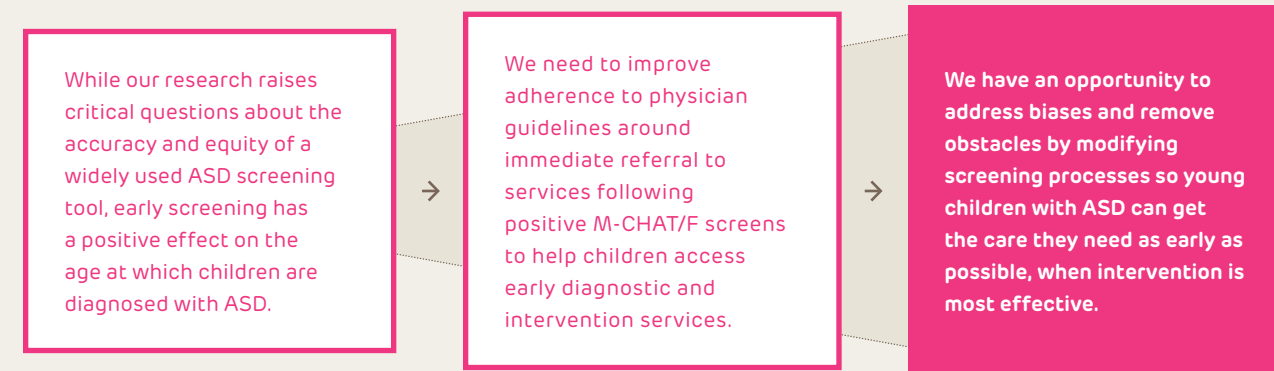 While our research raises
critical questions about the
accuracy and equity of a
widely used ASD screening
tool, early screening has
a positive effect on the
age at which children are
diagnosed with ASD.
We need to improve
adherence to physician
guidelines around
immediate referral to
services following
positive M-CHAT/F screens
to help children access
early diagnostic and
intervention services.
We have an opportunity to
address biases and remove
obstacles by modifying
screening processes so young
children with ASD can get
the care they need as early as
possible, when intervention is
most effective.